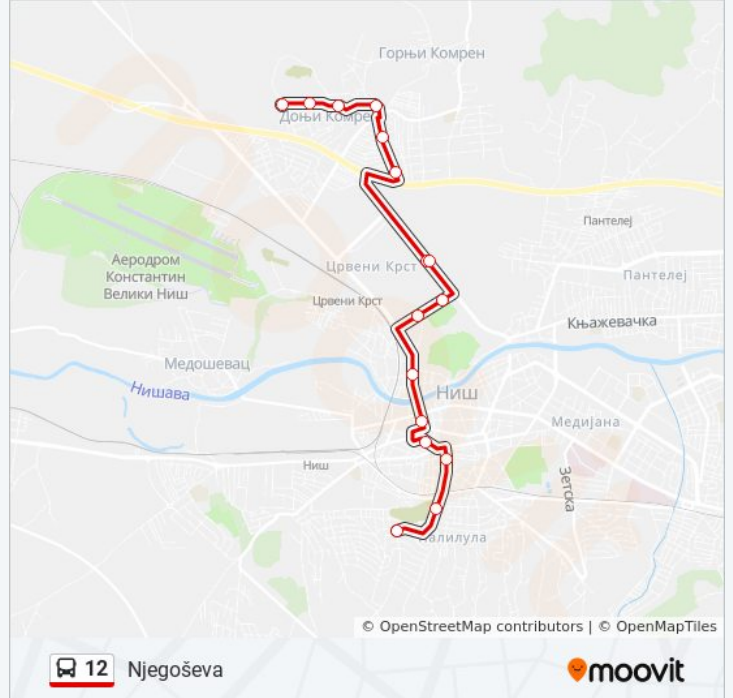 Горњи Комрен
Доњи Комре
Пантелеј
Аеродром
Константин
Велики Ниш
Црвени Крст
Пантелеј
Црвени Крст
Књажевачка
Медошевац
Нишава
Ниш
Медијана
Ниш
Зетска
алилула
© OpenStreetMap contributors | © OpenMapTiles
12 Njegoševa
moovit